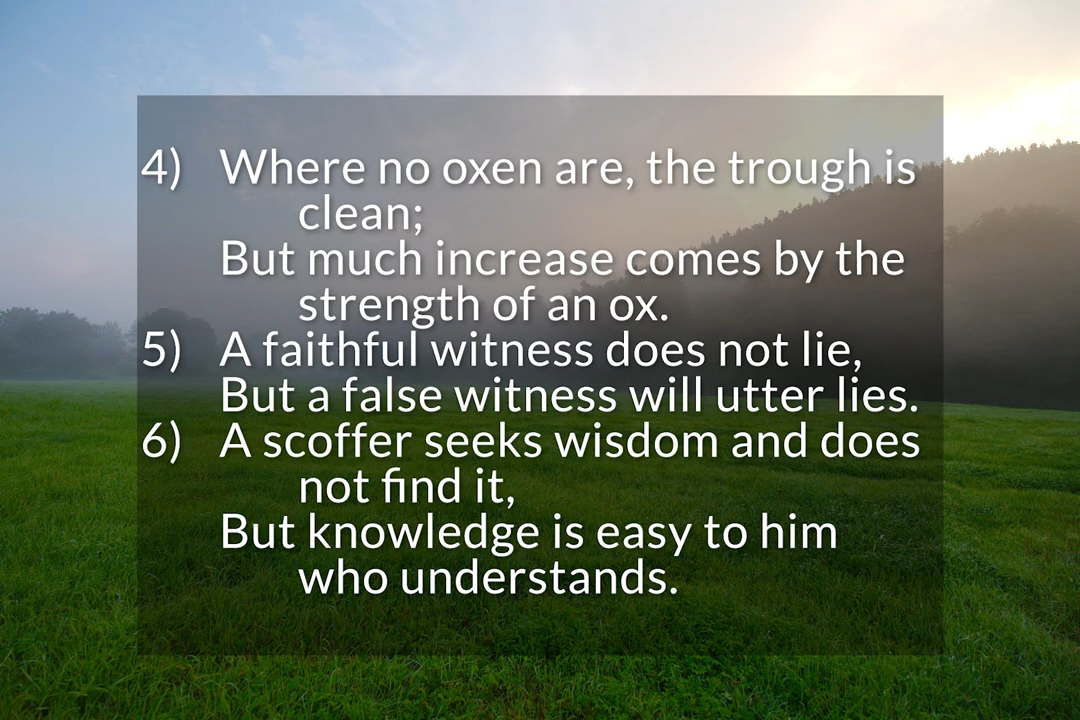 4) Where no oxen are, the trough is
clean;
But much increase comes by the
strength of an ox.
5) A faithful witness does not lie,
But a false witness will utter lies.
6) A scoffer seeks wisdom and does
not find it,
But knowledge is easy to him
who understands.